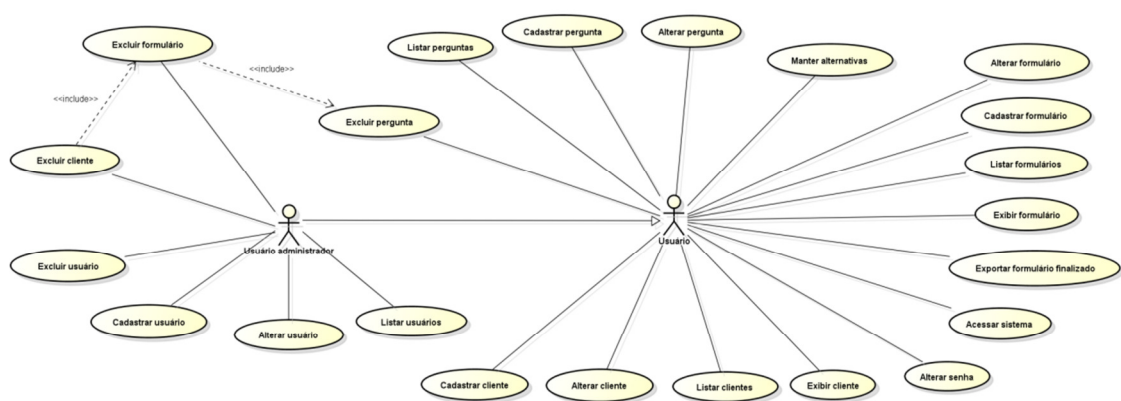 Excluir formulário
Listar perguntas
Cadastrar pergunta
Alterar pergunta
Manter alternativas
Alterar formulário
<<include>>
<<include>>
Cadastrar formulário
Excluir pergunta
Excluir cliente
Listar formulários
Exibir formulário
Usuário administrador
Usuário
Excluir usuário
Exportar formulário finalizado
Cadastrar usuário
Alterar usuário
Listar usuários
Acessar sistema
Cadastrar cliente
Alterar cliente
Listar clientes
Exibir cliente
Alterar senha